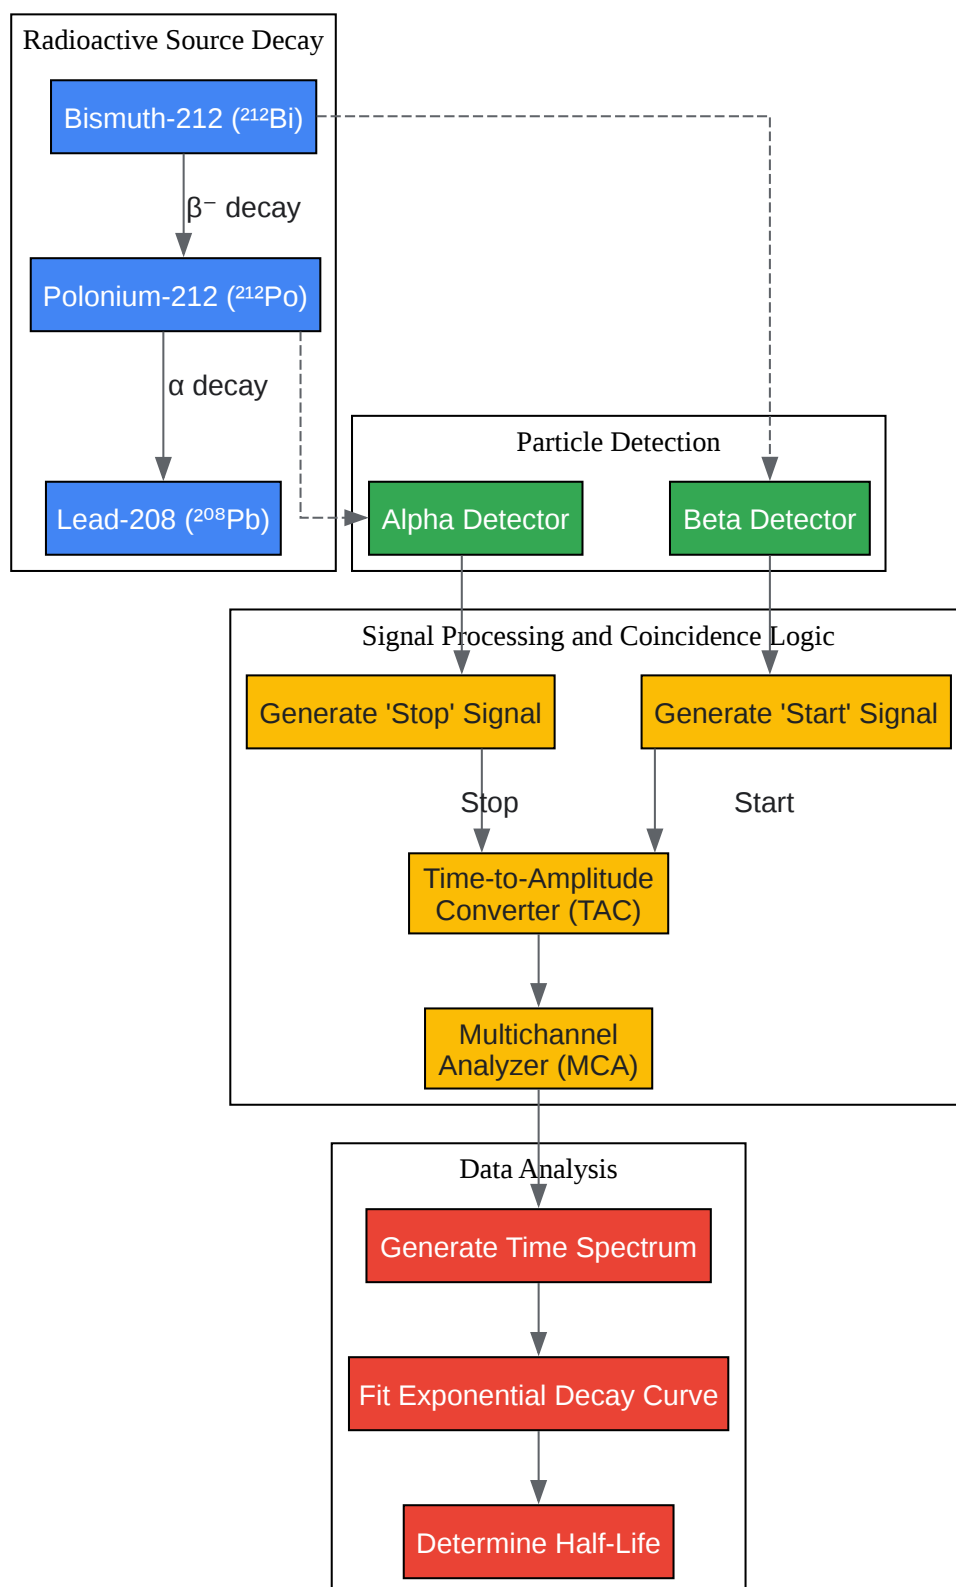 Radioactive Source Decay
Bismuth-212 (²¹²Bi)
β⁻ decay
Polonium-212 (²¹²Po)
α decay
Lead-208 (²⁰⁸Pb)
Particle Detection
Alpha Detector
Beta Detector
Signal Processing and Coincidence Logic
Generate 'Stop' Signal
Generate 'Start' Signal
Stop
Start
Time-to-Amplitude
Converter (TAC)
Multichannel
Analyzer (MCA)
Data Analysis
Generate Time Spectrum
Fit Exponential Decay Curve
Determine Half-Life